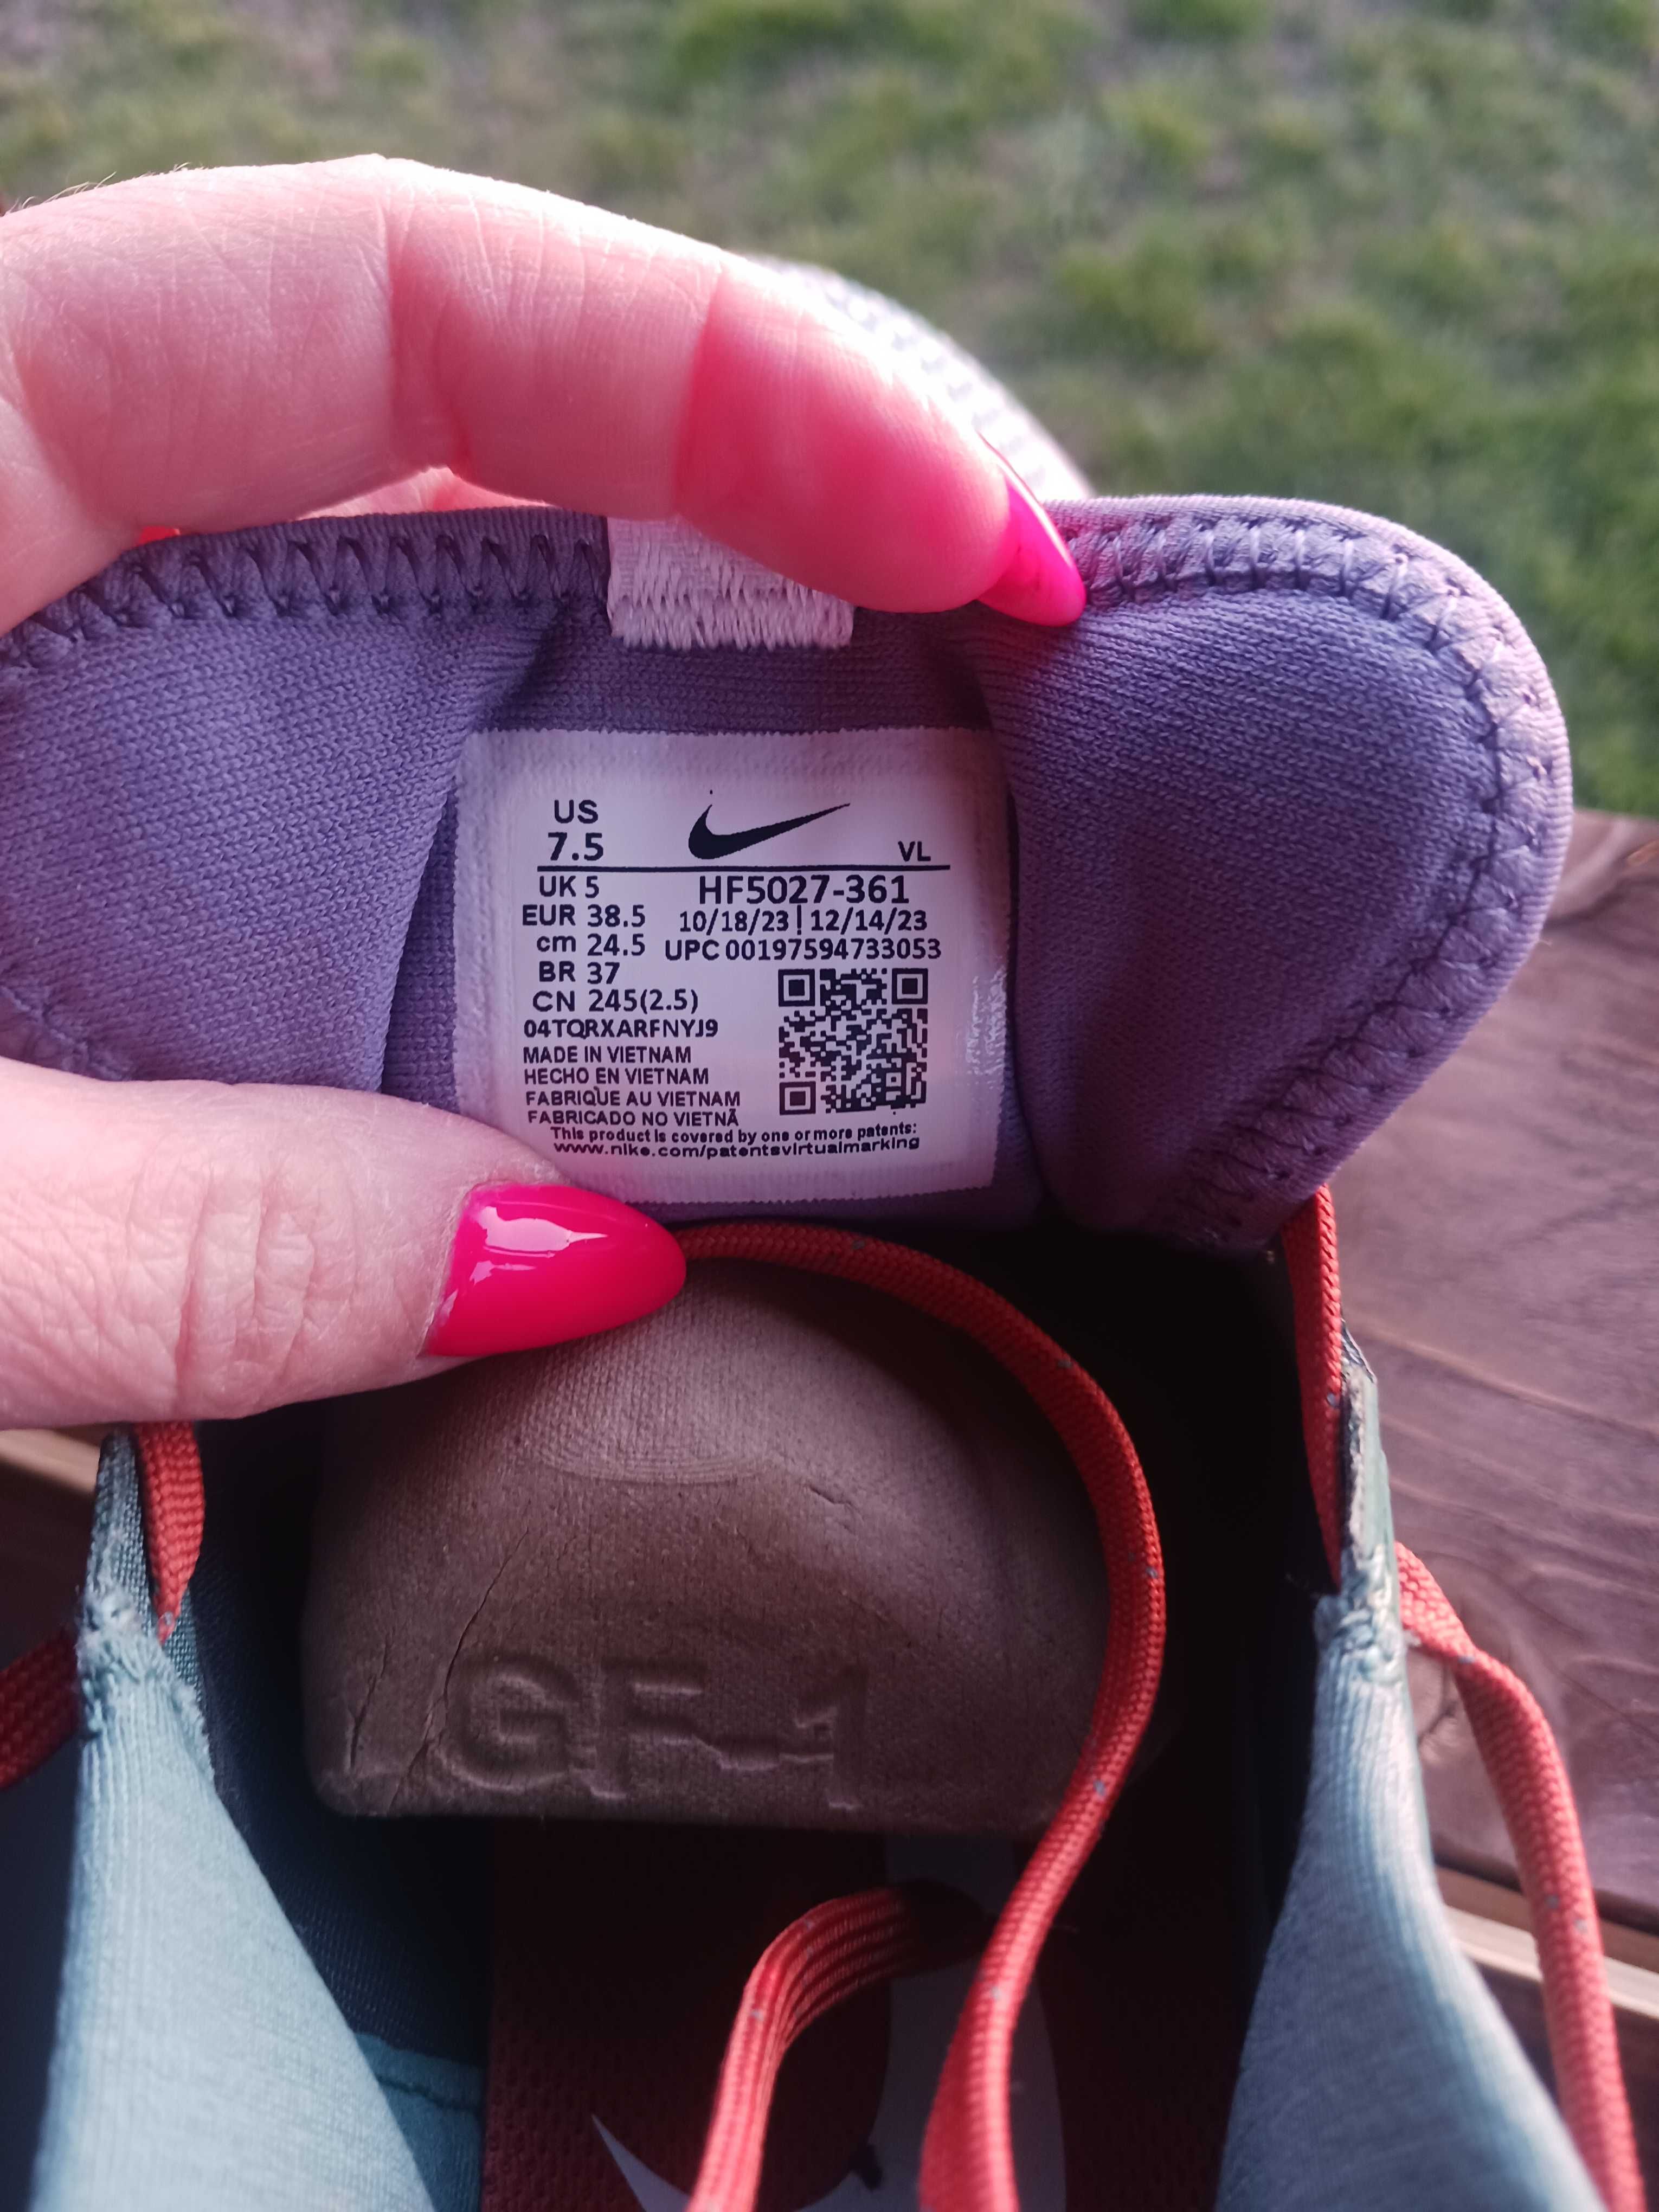 US
7.5
VL
UK 5
HF5027-361
EUR 38.5
10/18/23 | 12/14/23
cm 24.5
UPC 00197594733053
BR 37
CN 245(2.5)
04TQRXARFNYJ9
MADE IN VIETNAM
HECHO EN VIETNAM
FABRIQUE AU VIETNAM
FABRICADO NO VIETNÃ
This product is covered by one or more patents:
www.nike.com/patentsvirtualmarking
GF-1